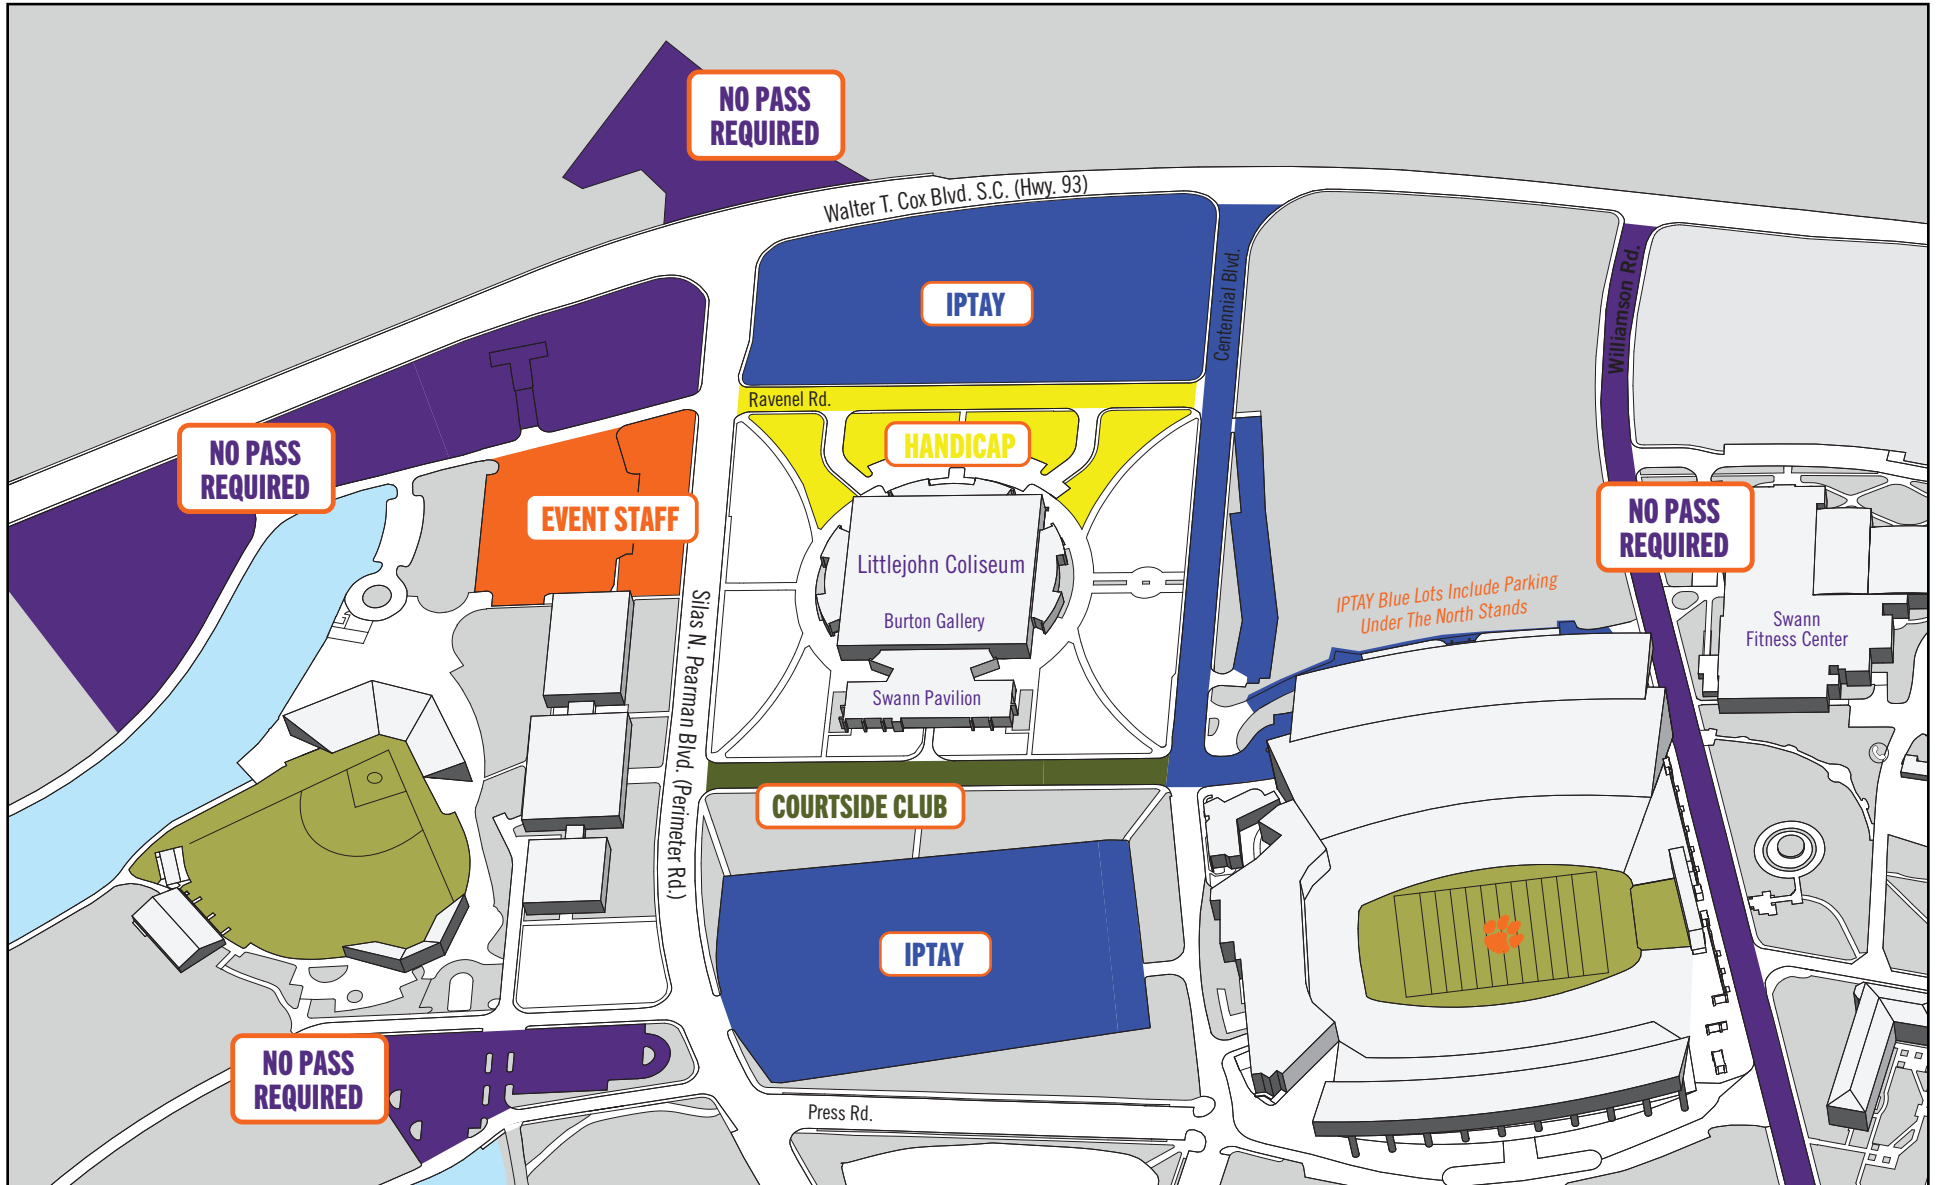 NO PASS
REQUIRED
Walter T. Cox Blvd. S.C. (Hwy. 93)
IPTAY
Centennial Blvd.
Williamson Rd.
Ravenel Rd.
HANDICAP
NO PASS
REQUIRED
EVENT STAFF
NO PASS
REQUIRED
Littlejohn Coliseum
Burton Gallery
IPTAY Blue Lots Include Parking
Under The North Stands
Swann
Fitness Center
Silas N. Pearman Blvd. (Perimeter Rd.)
Swann Pavilion
COURTSIDE CLUB
IPTAY
NO PASS
REQUIRED
Press Rd.